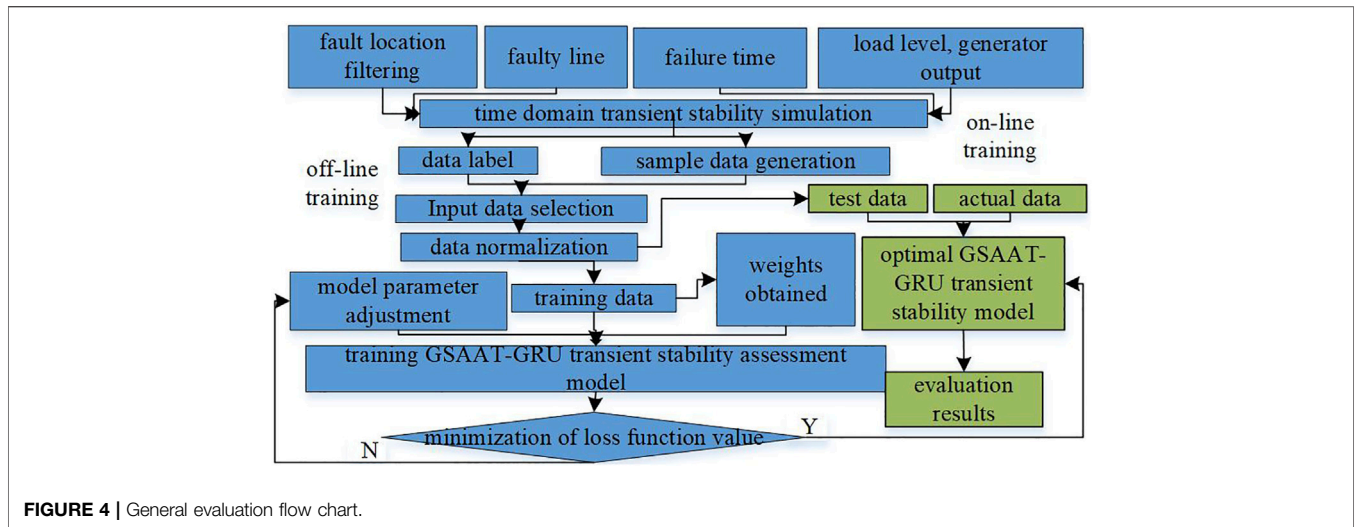 fault location
filtering
faulty line
failure time
load level, generator
output
time domain transient stability simulation
on-line
training
off-line
training
data label
sample data generation
Input data selection
test data
actual data
data normalization
model parameter
adjustment
training data
weights
obtained
optimal GSAAT-
GRU transient
stability model
training GSAAT-GRU transient stability assessment
model
evaluation
results
minimization of loss function value
Y
N
FIGURE 4 | General evaluation flow chart.